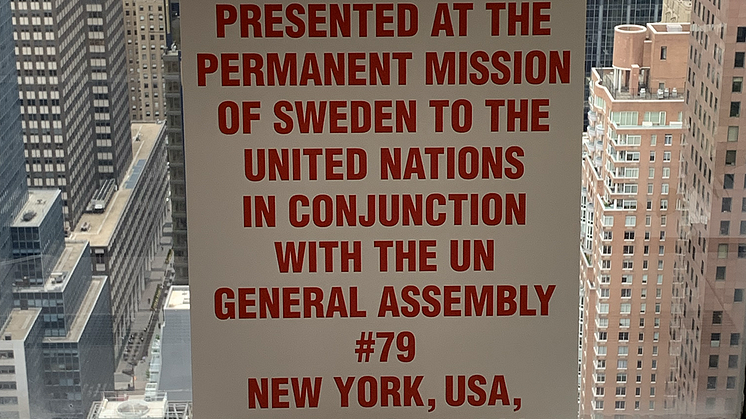 PRESENTED AT THE
PERMANENT MISSION
OF SWEDEN TO THE
UNITED NATIONS
IN CONJUNCTION
WITH THE UN
GENERAL ASSEMBLY
#79
NEW YORK, USA,